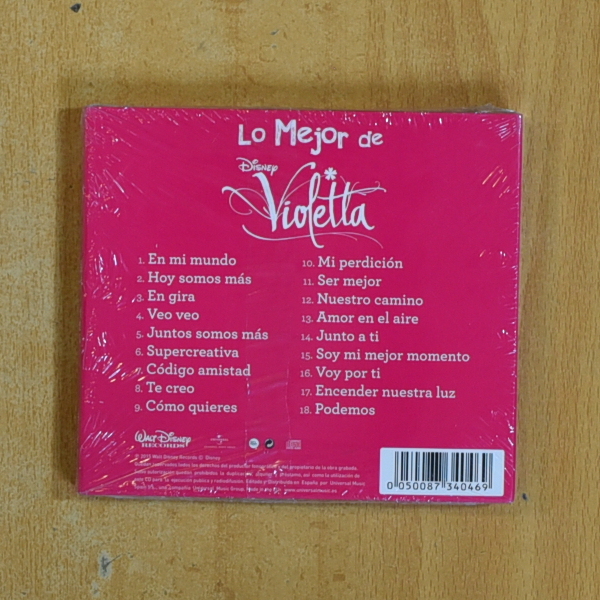 Lo Mejor de
Disney
Violetta
1. En mi mundo
2. Hoy somos más
3. En gira
4. Veo veo
5. Juntos somos más
6. Supercreativa
7. Código amistad
8. Te creo
9. Cómo quieres
10. Mi perdición
11. Ser mejor
12. Nuestro camino
13. Amor en el aire
14. Junto a ti
15. Soy mi mejor momento
16. Voy por ti
17. Encender nuestra luz
18. Podemos
Walt Disney
RECORDS
0 050087 340469